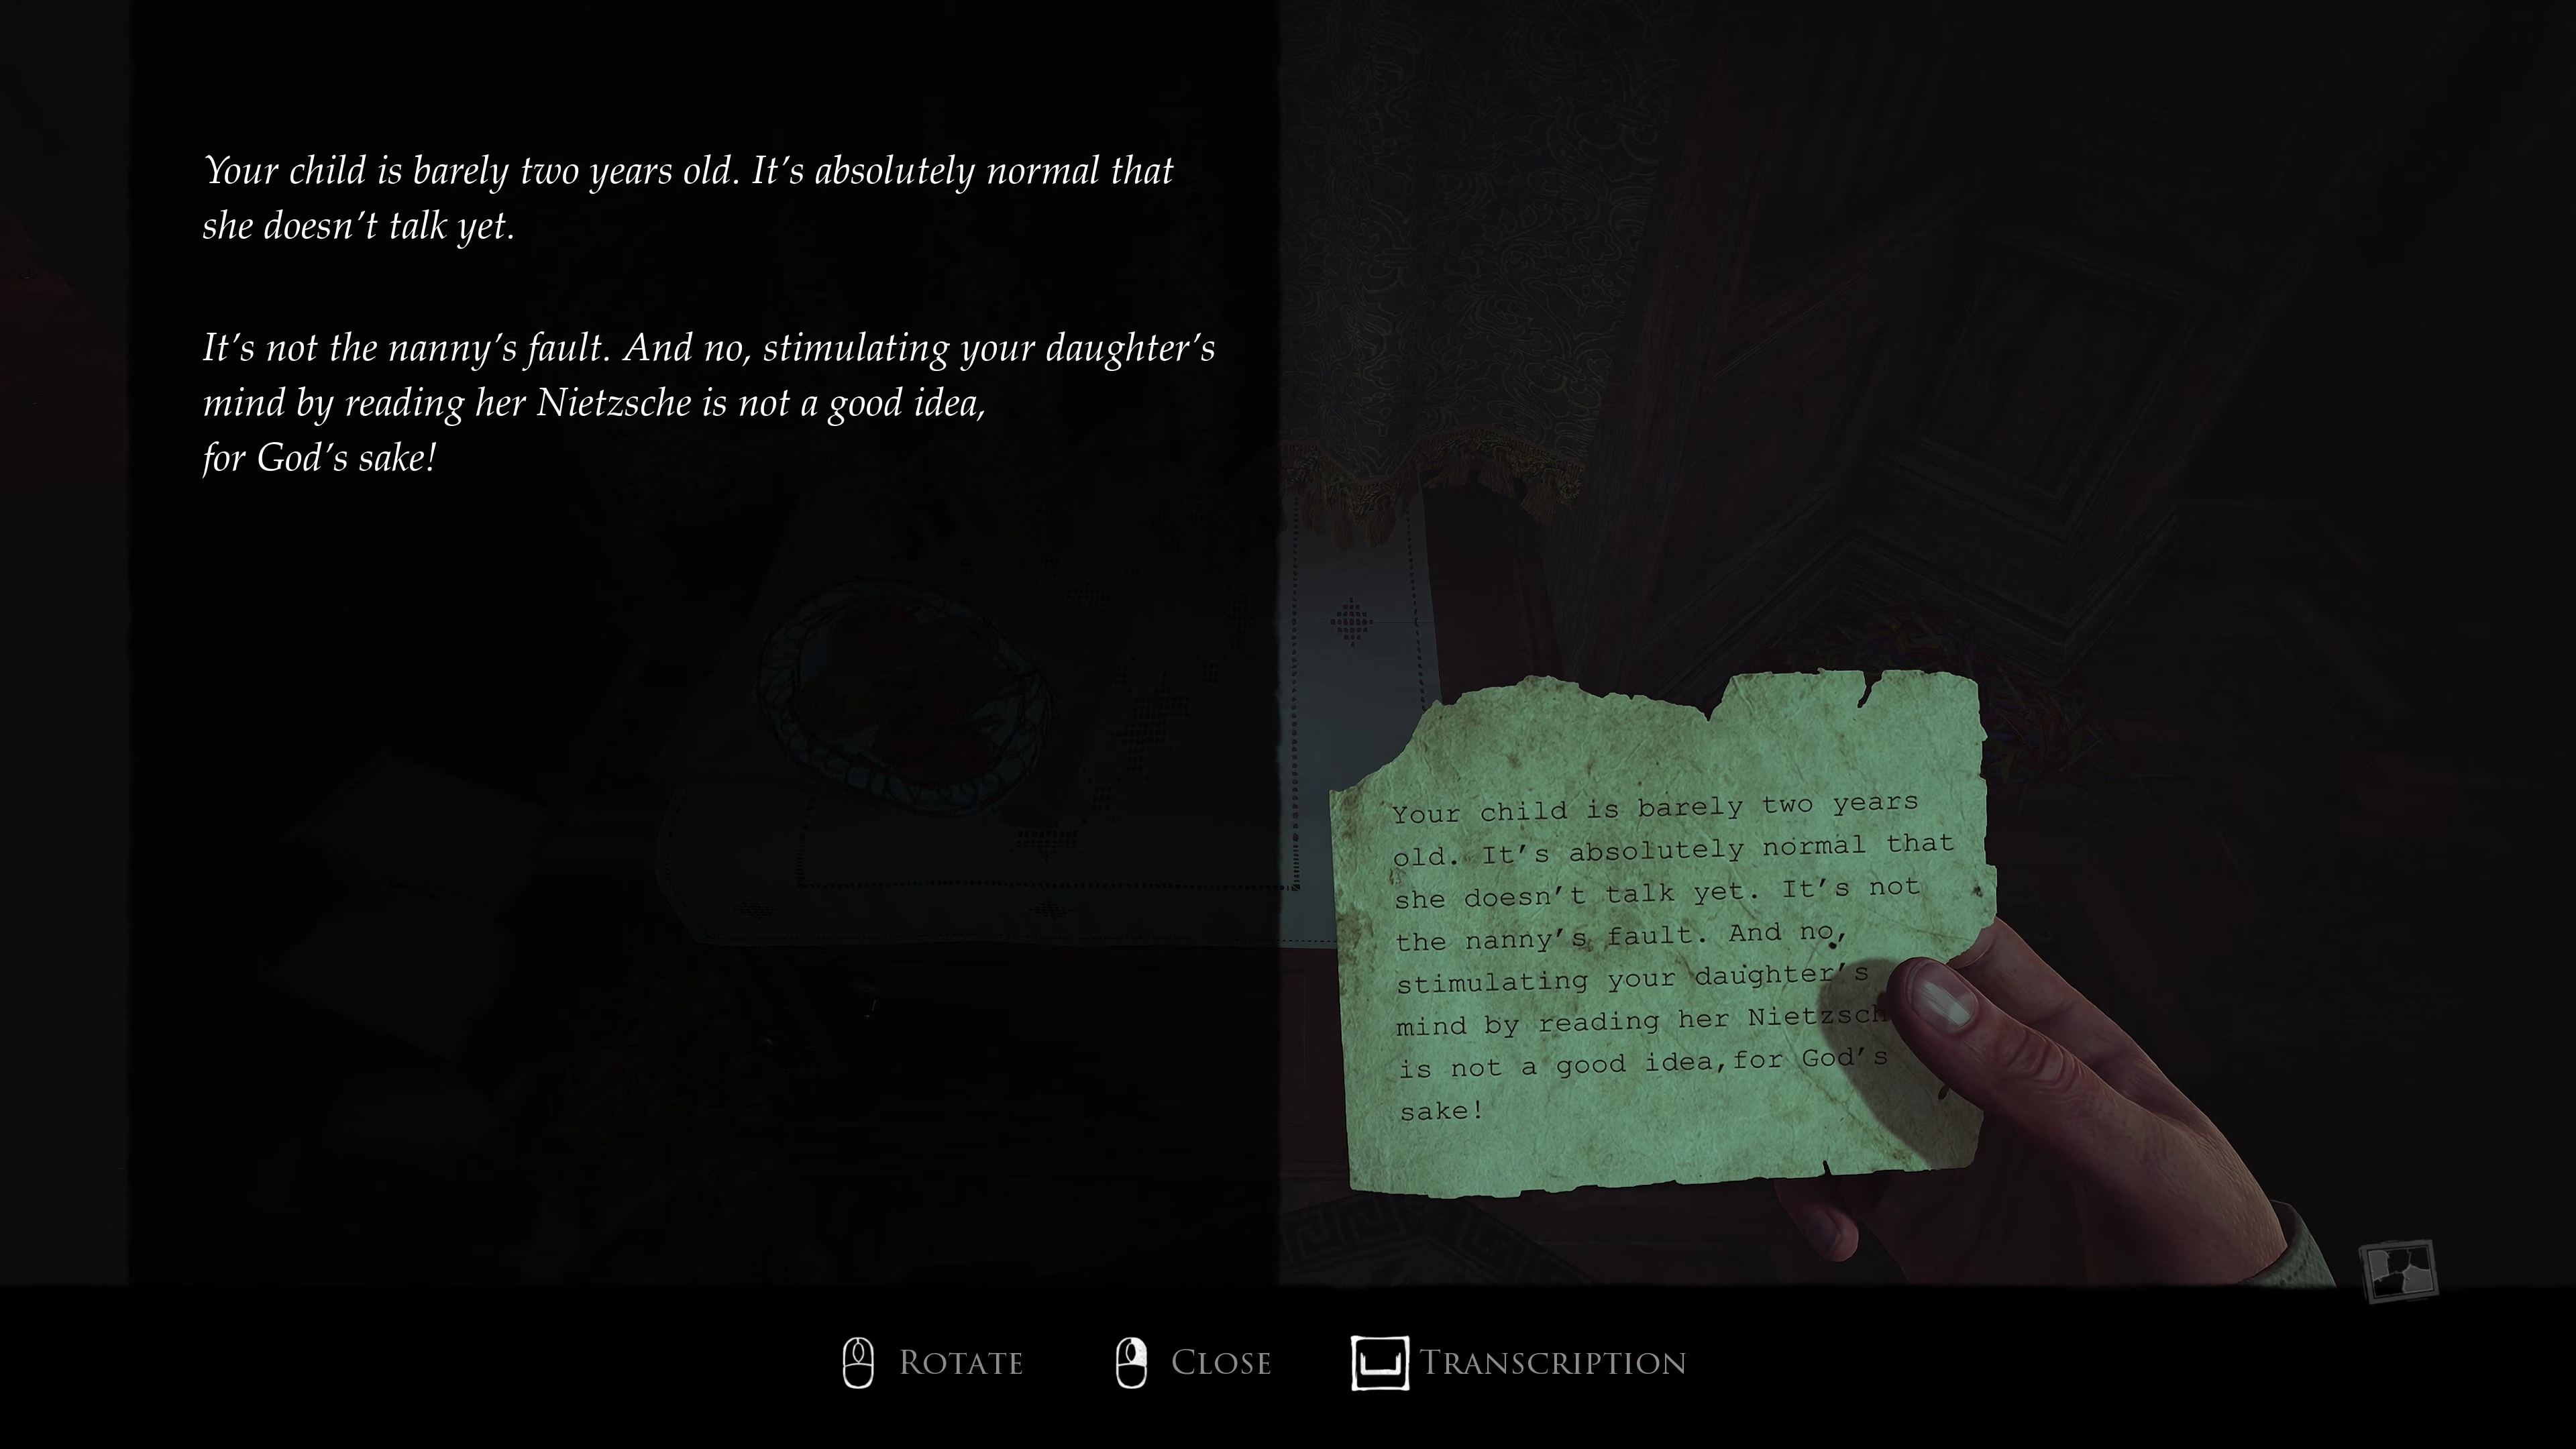 Your child is barely two years old. It’s absolutely normal that
she doesn’t talk yet.
It’s not the nanny’s fault. And no, stimulating your daughter’s
mind by reading her Nietzsche is not a good idea,
for God’s sake!
Your child is barely two years
old. It’s absolutely normal that
she doesn’t talk yet. It’s not
the nanny’s fault. And no,
stimulating your daughter’s
mind by reading her Nietzsch
is not a good idea,for God’s
sake!
ROTATE
CLOSE
TRANSCRIPTION